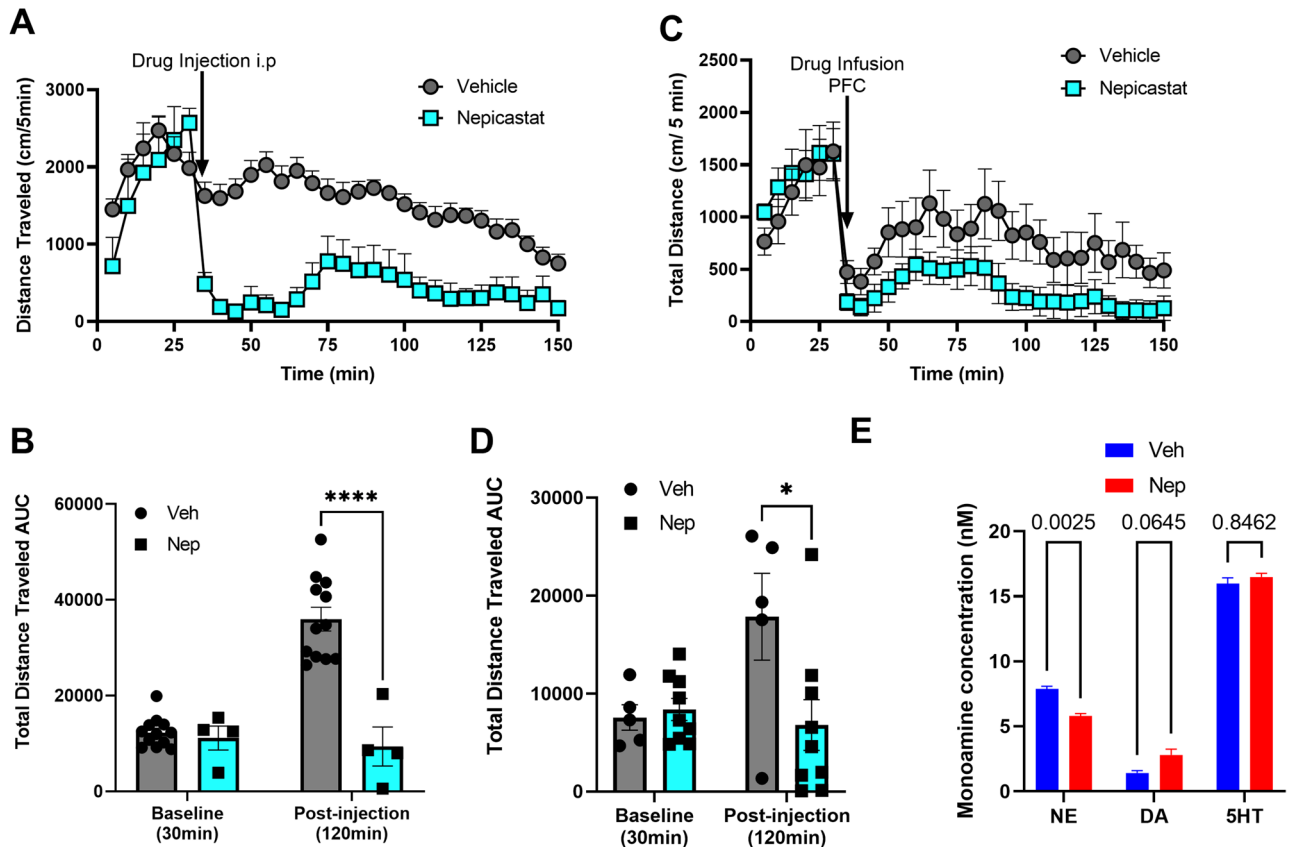 A
Drug Injection i.p
Vehicle
Nepicastat
Distance Traveled (cm/5min)
3000
2000
1000
0
0 25 50 75 100 125 150
Time (min)
C
Drug Infusion
PFC
Vehicle
Nepicastat
Total Distance (cm/ 5 min)
2500
2000
1500
1000
500
0
0 25 50 75 100 125 150
Time (min)
B
Veh
Nep
****
Total Distance Traveled AUC
60000
40000
20000
0
Baseline
(30min)
Post-injection
(120min)
D
Veh
Nep
*
Total Distance Traveled AUC
30000
20000
10000
0
Baseline
(30min)
Post-injection
(120min)
E
Veh
Nep
0.0025 0.0645 0.8462
Monoamine concentration (nM)
20
15
10
5
0
NE DA 5HT